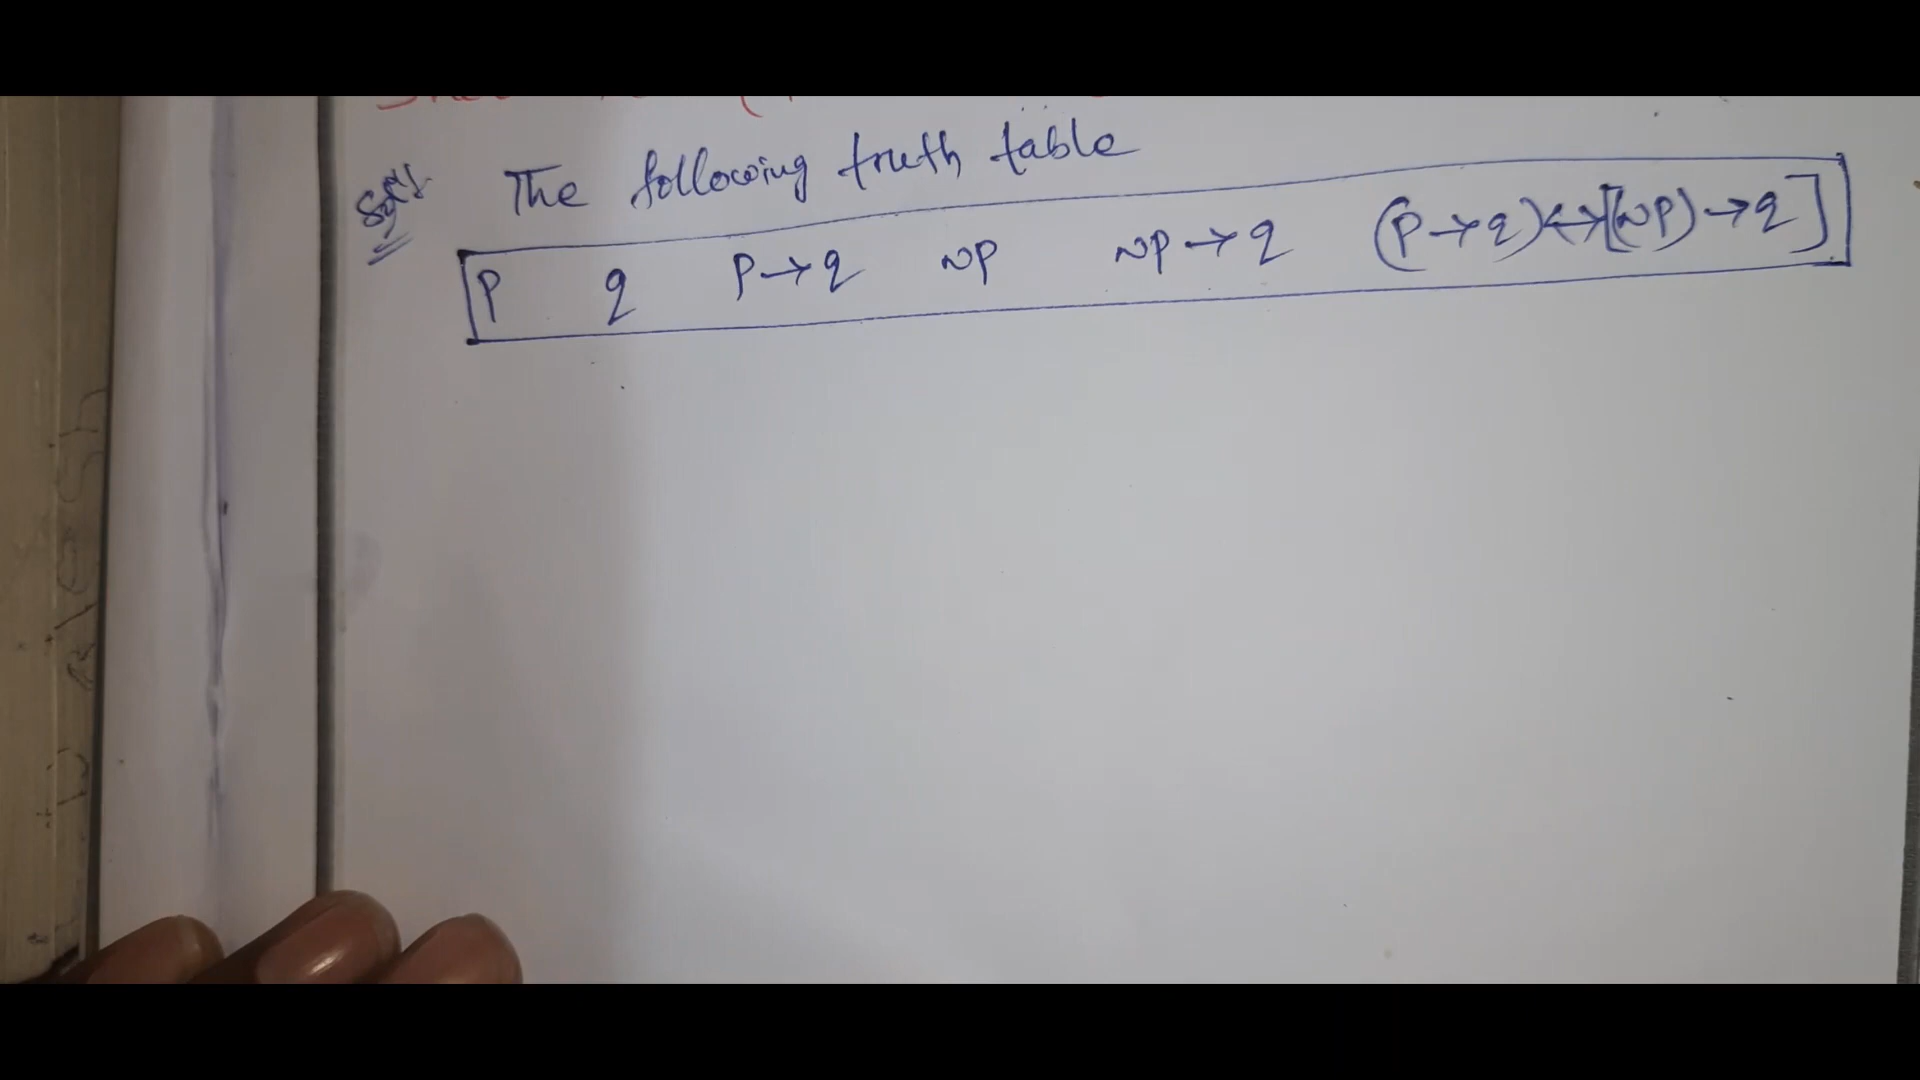 Sol:
The following truth table
P q P→q ~P ~P→q (P→q)↔[(~P)→q]